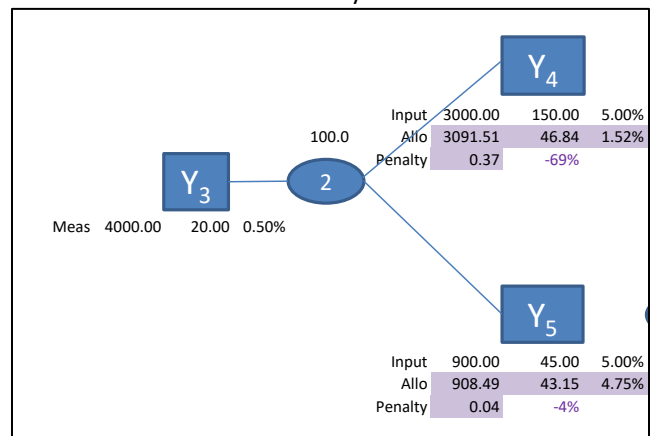 Y4
Input 3000.00 150.00 5.00%
100.0 Allo 3091.51 46.84 1.52%
Penalty 0.37 -69%
Y3 2
Meas 4000.00 20.00 0.50%
Y5
Input 900.00 45.00 5.00%
Allo 908.49 43.15 4.75%
Penalty 0.04 -4%